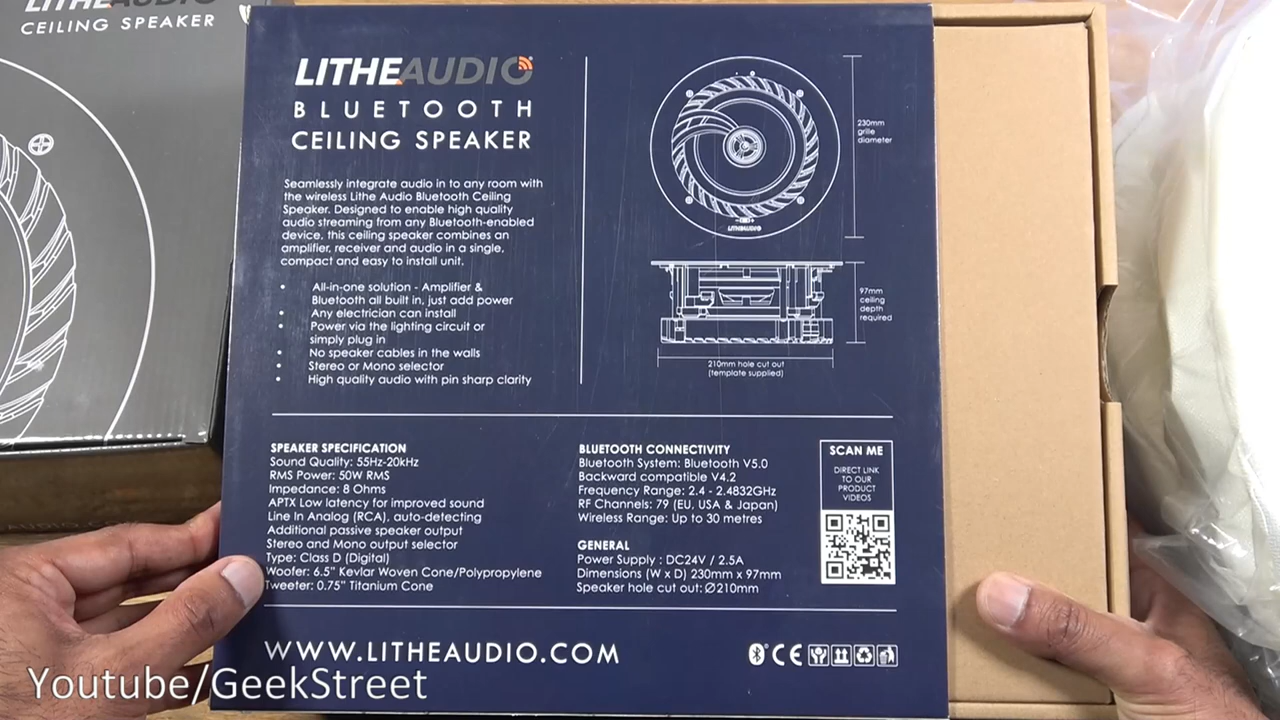 LITHEAUDIO
CEILING SPEAKER
LITHEAUDIO
BLUETOOTH
CEILING SPEAKER
Seamlessly integrate audio in to any room with
the wireless Lithe Audio Bluetooth Ceiling
Speaker. Designed to enable high quality
audio streaming from any Bluetooth-enabled
device, this ceiling speaker combines an
amplifier, receiver and audio in a single,
compact and easy to install unit.
• All-in-one solution - Amplifier &
Bluetooth all built in, just add power
• Any electrician can install
• Power via the lighting circuit or
simply plug in
• No speaker cables in the walls
• Stereo or Mono selector
• High quality audio with pin sharp clarity
230mm
grille
diameter
LITHEAUDIO
97mm
ceiling
depth
required
210mm hole cut out
(template supplied)
SPEAKER SPECIFICATION
Sound Quality: 55Hz-20kHz
RMS Power: 50W RMS
Impedance: 8 Ohms
APTX Low latency for improved sound
Line In Analog (RCA), auto-detecting
Additional passive speaker output
Stereo and Mono output selector
Type: Class D (Digital)
Woofer: 6.5" Kevlar Woven Cone/Polypropylene
Tweeter: 0.75" Titanium Cone
BLUETOOTH CONNECTIVITY
Bluetooth System: Bluetooth V5.0
Backward compatible V4.2
Frequency Range: 2.4 - 2.4832GHz
RF Channels: 79 (EU, USA & Japan)
Wireless Range: Up to 30 metres
GENERAL
Power Supply : DC24V / 2.5A
Dimensions (W x D) 230mm x 97mm
Speaker hole cut out: Ø210mm
SCAN ME
DIRECT LINK
TO OUR
PRODUCT
VIDEOS
WWW.LITHEAUDIO.COM
CE
Youtube/GeekStreet